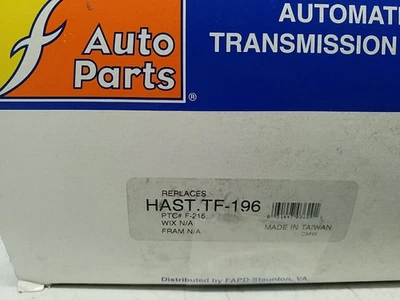 f
Auto
Parts
®
AUTOMATI
TRANSMISSION
REPLACES
HAST.TF-196
PTC# F-215
WIX N/A
FRAM N/A
MADE IN TAIWAN
Distributed by FAPD-Staunton, VA.